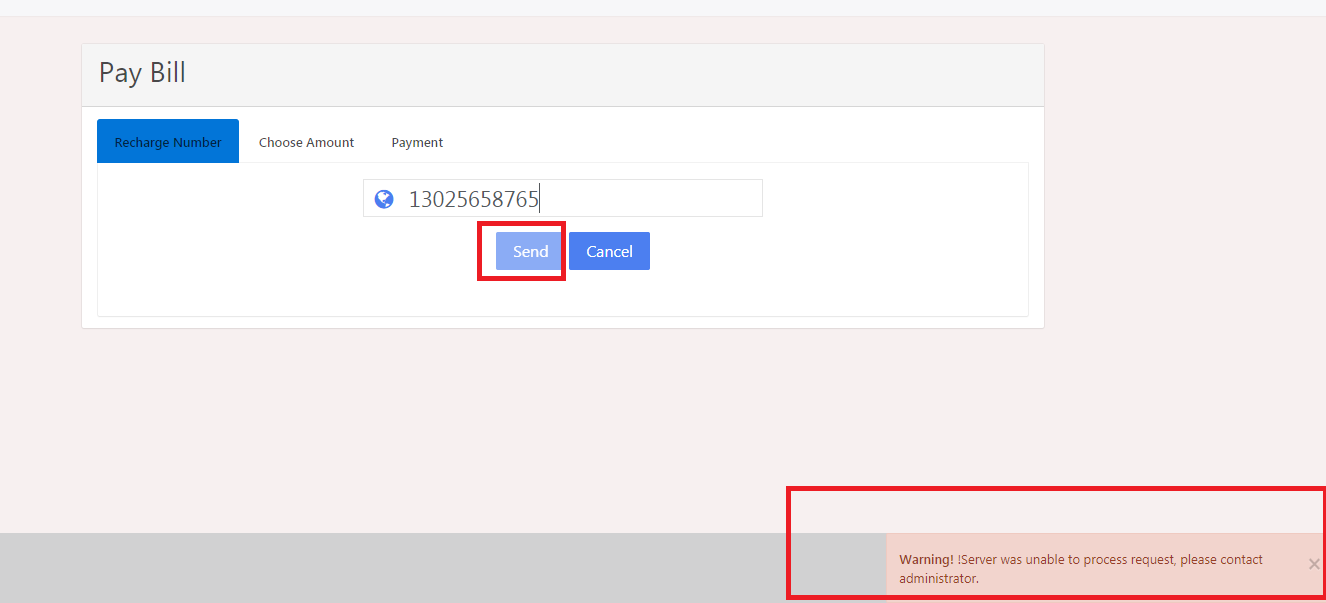 Pay Bill
Recharge Number Choose Amount Payment
13025658765
Send Cancel
Warning! !Server was unable to process request, please contact
administrator.